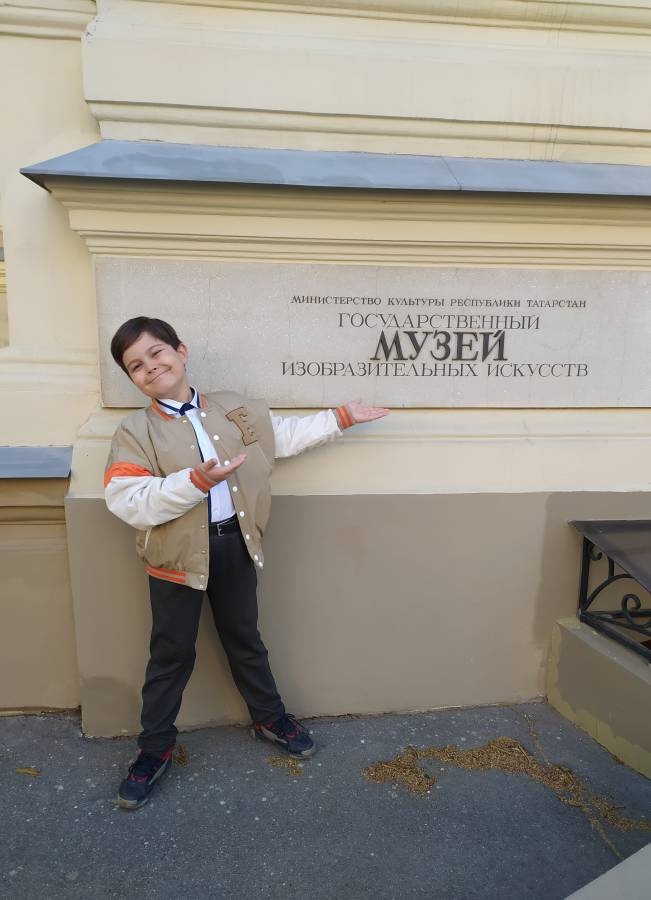 МИНИСТЕРСТВО КУЛЬТУРЫ РЕСПУБЛИКИ ТАТАРСТАН
ГОСУДАРСТВЕННЫЙ
МУЗЕЙ
ИЗОБРАЗИТЕЛЬНЫХ ИСКУССТВ
E